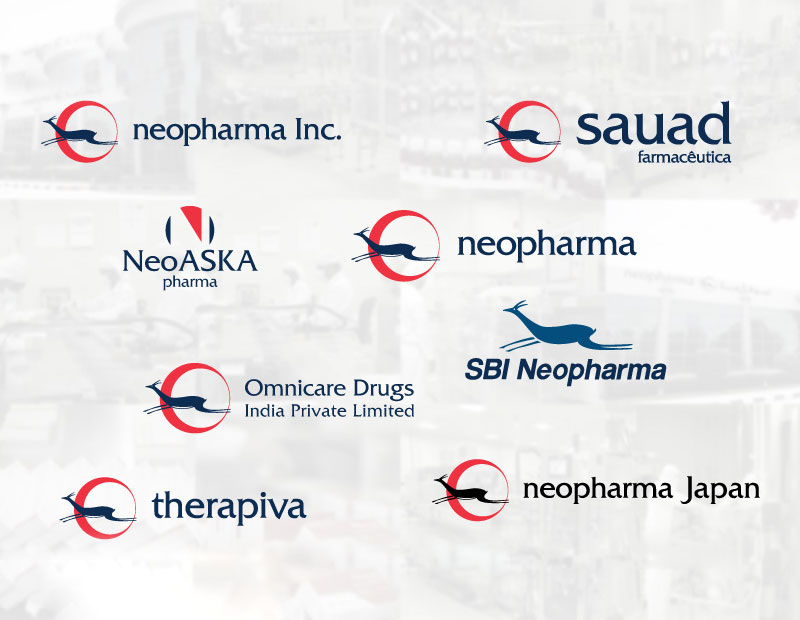 neopharma Inc.
sauad
farmacêutica
NeoASKA
pharma
neopharma
SBI Neopharma
Omnicare Drugs
India Private Limited
therapiva
neopharma Japan